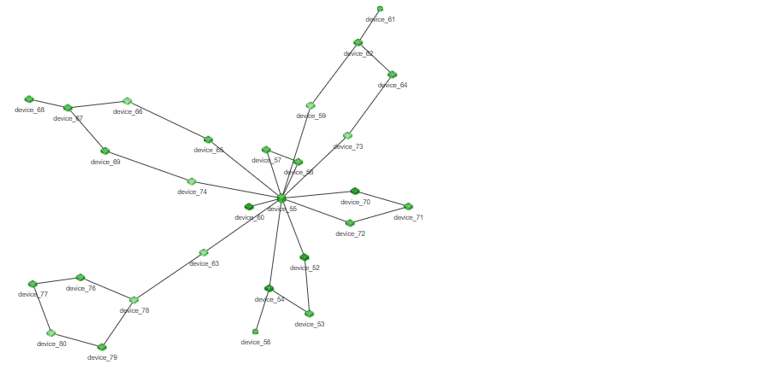 device_61
device_62
device_64
device_68
device_66
device_67
device_59
device_73
device_65
device_57
device_69
device_58
device_74
device_55
device_70
device_60
device_71
device_72
device_63
device_52
device_76
device_77
device_54
device_78
device_53
device_56
device_80
device_79